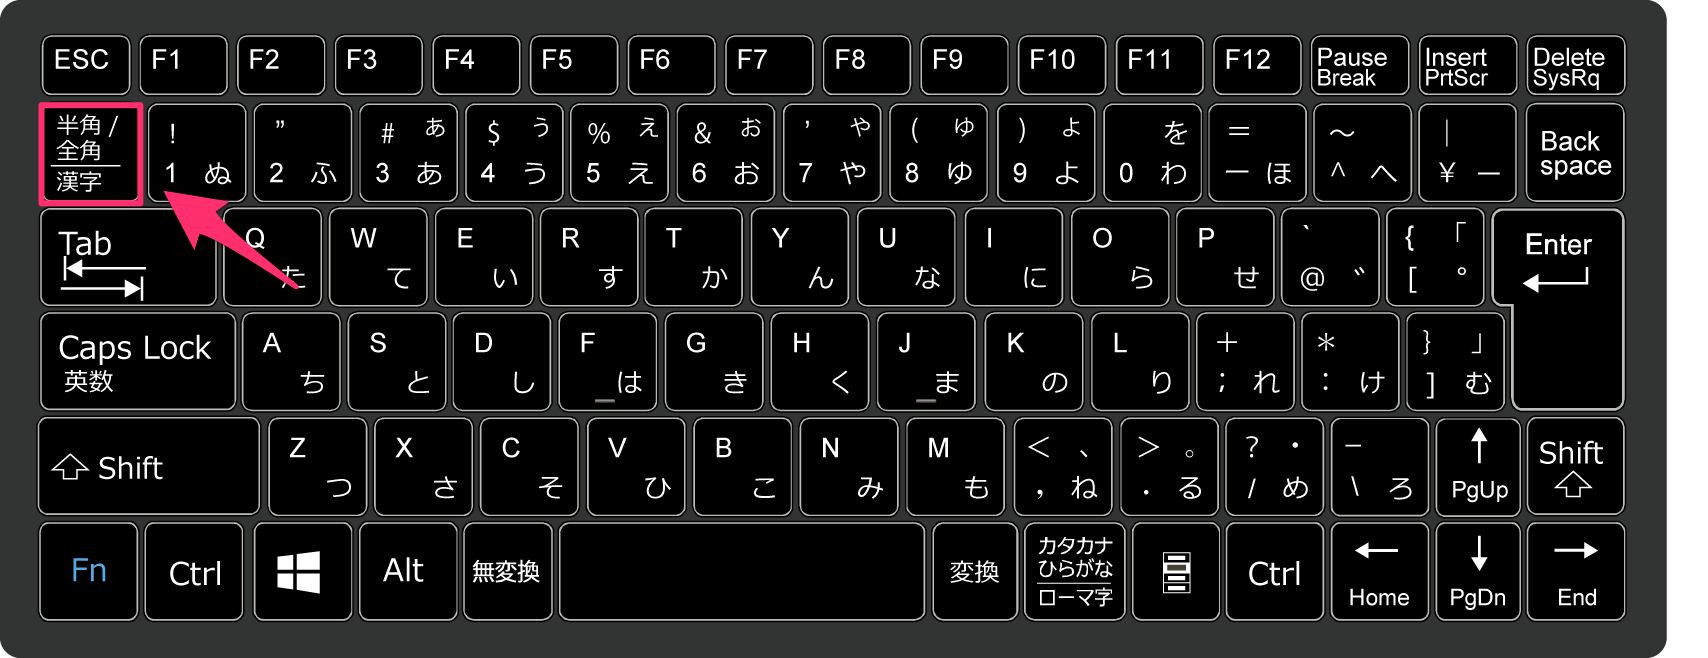 ESC F1 F2 F3 F4 F5 F6 F7 F8 F9 F10 F11 F12 Pause Break Insert PrtScr Delete SysRq
半角 /
全角
漢字
! 1 ぬ
" 2 ふ
# ぁ 3 あ
$ ぅ 4 う
% ぇ 5 え
& ぉ 6 お
' ゃ 7 や
( ゅ 8 ゆ
) ょ 9 よ
を 0 わ
= ー ほ
～ ^ へ
| ¥ ー
Back
space
Tab
Q た
W て
E い
R す
T か
Y ん
U な
I に
O ら
P せ
` @ ゛
{ 「 [ °
Enter
Caps Lock
英数
A ち
S と
D し
F _は
G き
H く
J _ま
K の
L り
+ ; れ
* : け
} 」 ] む
Shift
Z つ
X さ
C そ
V ひ
B こ
N み
M も
< 、 , ね
> 。 . る
? ・ / め
− \ ろ
↑ PgUp
Shift
Fn
Ctrl
Alt
無変換
変換
カタカナ
ひらがな
ローマ字
Ctrl
← Home
↓ PgDn
→ End